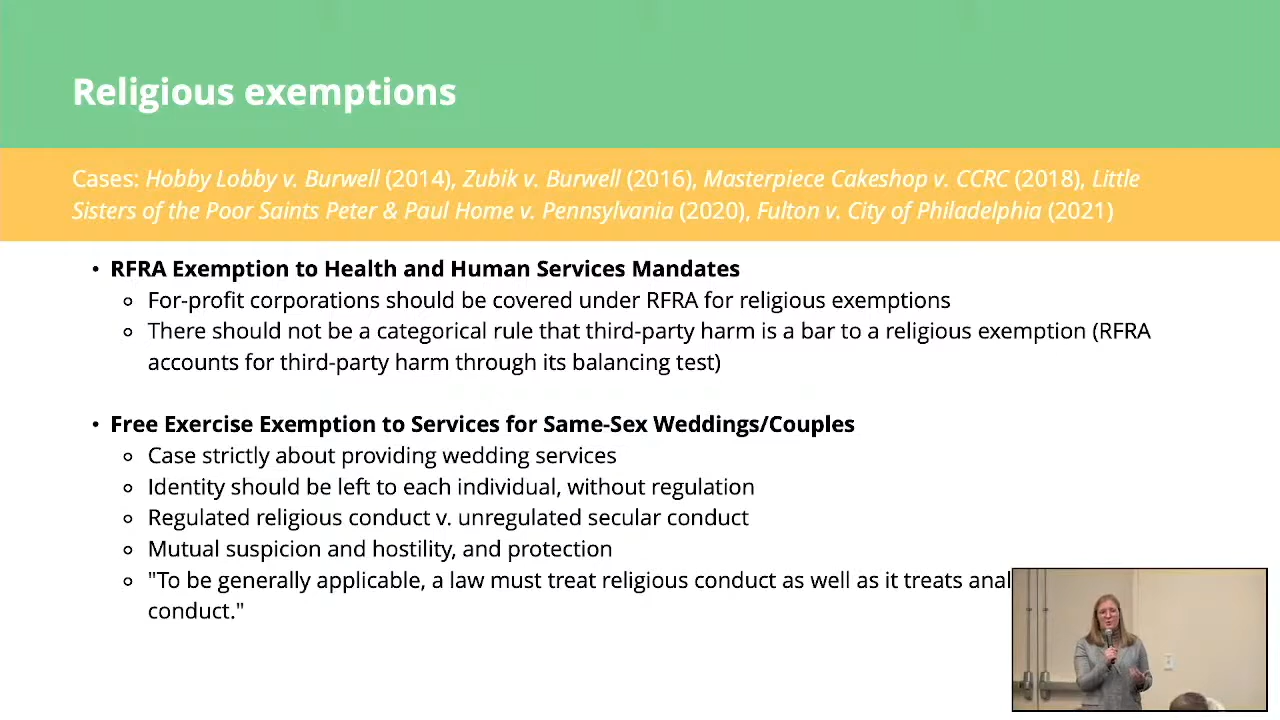 Religious exemptions
Cases: Hobby Lobby v. Burwell (2014), Zubik v. Burwell (2016), Masterpiece Cakeshop v. CCRC (2018), Little
Sisters of the Poor Saints Peter & Paul Home v. Pennsylvania (2020), Fulton v. City of Philadelphia (2021)
• RFRA Exemption to Health and Human Services Mandates
○ For-profit corporations should be covered under RFRA for religious exemptions
○ There should not be a categorical rule that third-party harm is a bar to a religious exemption (RFRA
accounts for third-party harm through its balancing test)
• Free Exercise Exemption to Services for Same-Sex Weddings/Couples
○ Case strictly about providing wedding services
○ Identity should be left to each individual, without regulation
○ Regulated religious conduct v. unregulated secular conduct
○ Mutual suspicion and hostility, and protection
○ "To be generally applicable, a law must treat religious conduct as well as it treats
conduct."